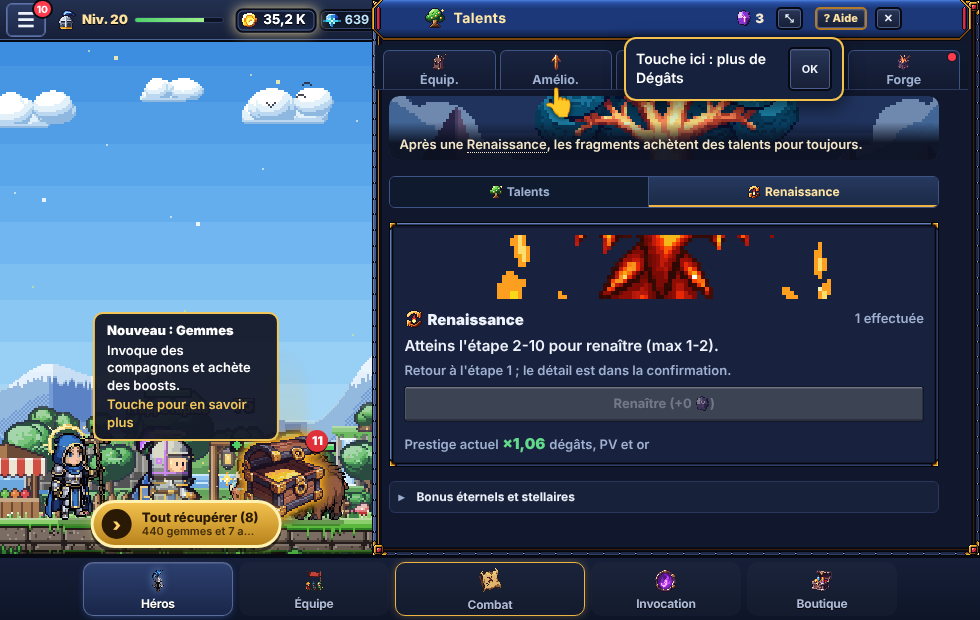 10
Niv. 20
35,2 K
639
Talents
3
? Aide
Équip.
Amélio.
Touche ici : plus de
Dégâts
OK
Forge
Après une Renaissance, les fragments achètent des talents pour toujours.
Talents
Renaissance
Renaissance
1 effectuée
Atteins l'étape 2-10 pour renaître (max 1-2).
Retour à l'étape 1 ; le détail est dans la confirmation.
Renaître (+0 )
Prestige actuel ×1,06 dégâts, PV et or
Bonus éternels et stellaires
Nouveau : Gemmes
Invoque des
compagnons et achète
des boosts.
Touche pour en savoir
plus
11
Tout récupérer (8)
440 gemmes et 7 a...
Héros
Équipe
Combat
Invocation
Boutique